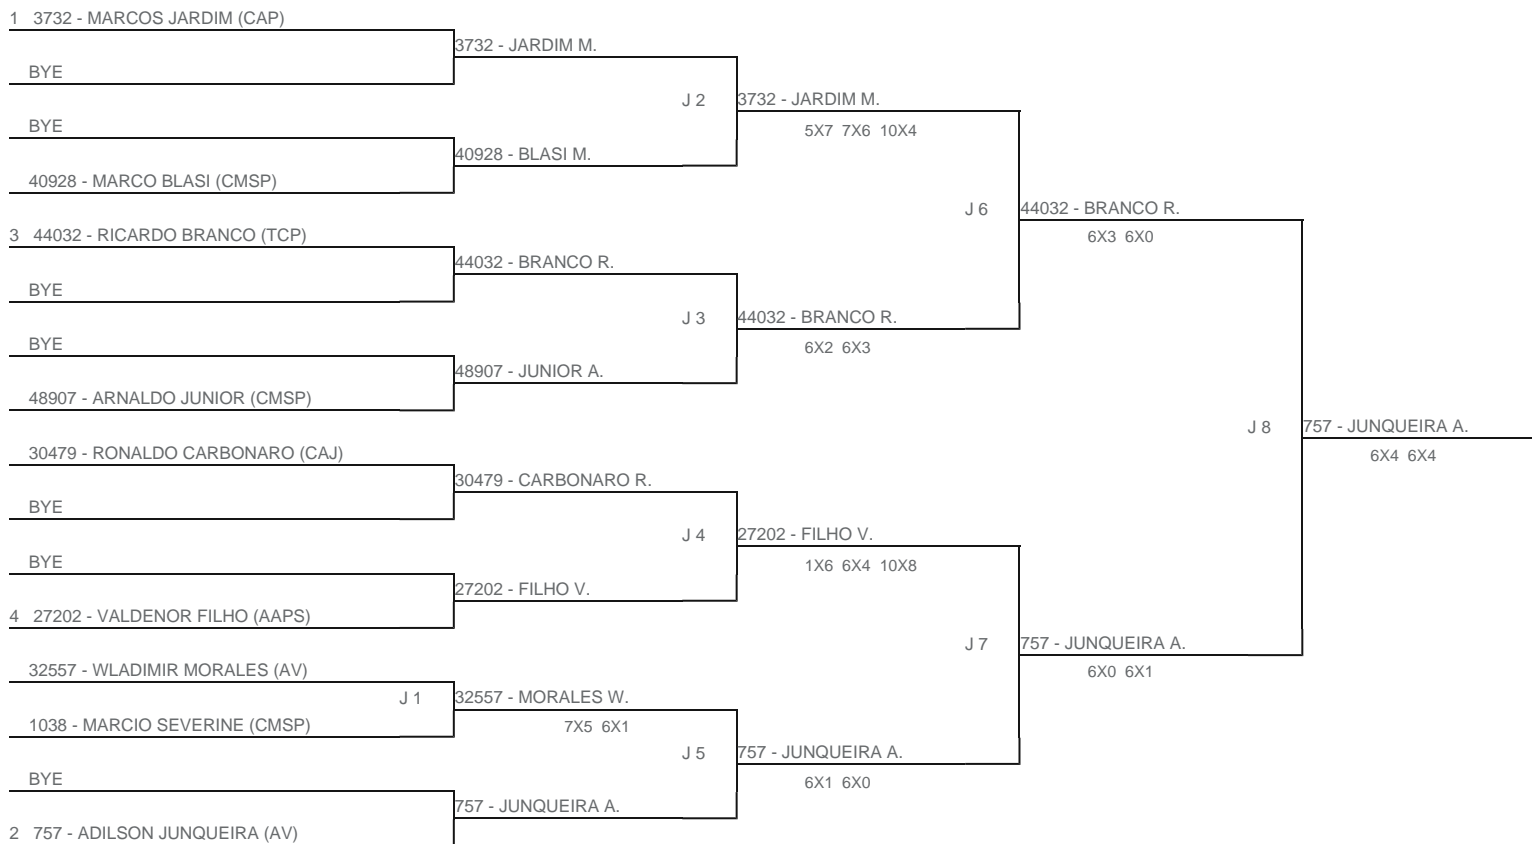 1 3732 - MARCOS JARDIM (CAP)
3732 - JARDIM M.
BYE
J 2
3732 - JARDIM M.
5X7 7X6 10X4
BYE
40928 - BLASI M.
40928 - MARCO BLASI (CMSP)
J 6
44032 - BRANCO R.
6X3 6X0
3 44032 - RICARDO BRANCO (TCP)
44032 - BRANCO R.
BYE
J 3
44032 - BRANCO R.
6X2 6X3
BYE
48907 - JUNIOR A.
48907 - ARNALDO JUNIOR (CMSP)
J 8
757 - JUNQUEIRA A.
6X4 6X4
30479 - RONALDO CARBONARO (CAJ)
30479 - CARBONARO R.
BYE
J 4
27202 - FILHO V.
1X6 6X4 10X8
BYE
27202 - FILHO V.
4 27202 - VALDENOR FILHO (AAPS)
J 7
757 - JUNQUEIRA A.
6X0 6X1
32557 - WLADIMIR MORALES (AV)
J 1
32557 - MORALES W.
7X5 6X1
1038 - MARCIO SEVERINE (CMSP)
J 5
757 - JUNQUEIRA A.
6X1 6X0
BYE
757 - JUNQUEIRA A.
2 757 - ADILSON JUNQUEIRA (AV)